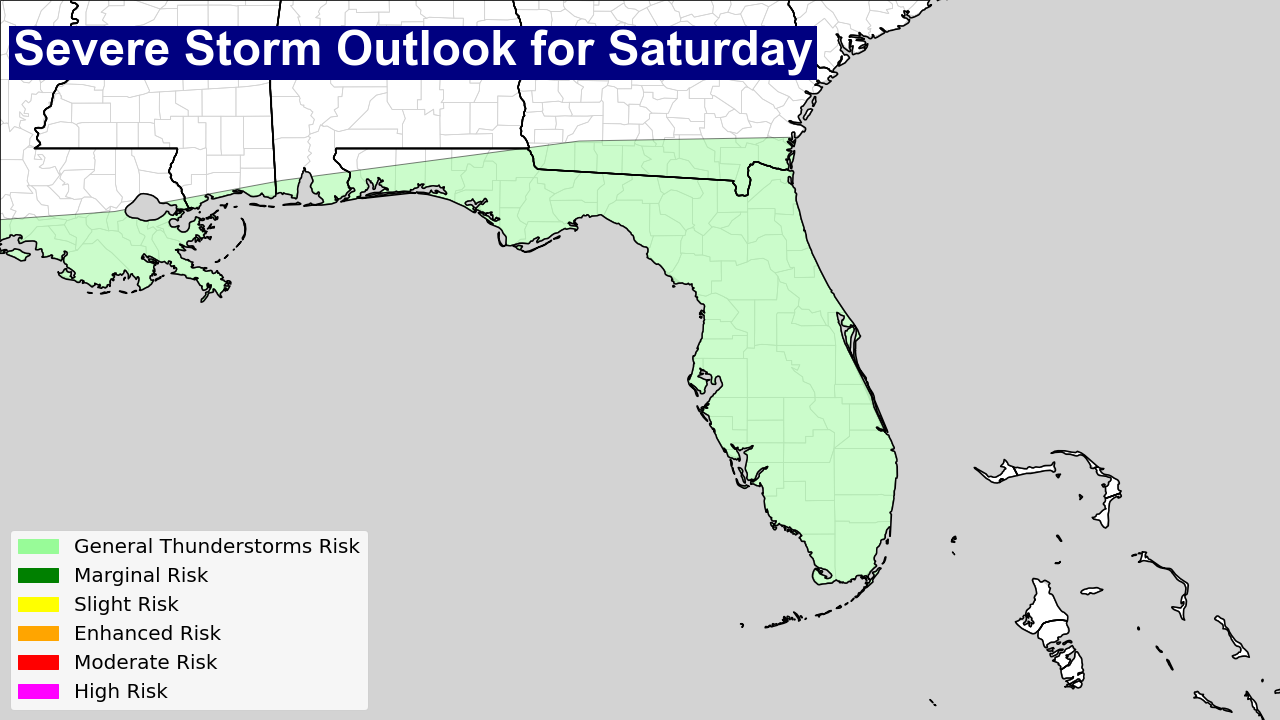 Severe Storm Outlook for Saturday
General Thunderstorms Risk
Marginal Risk
Slight Risk
Enhanced Risk
Moderate Risk
High Risk